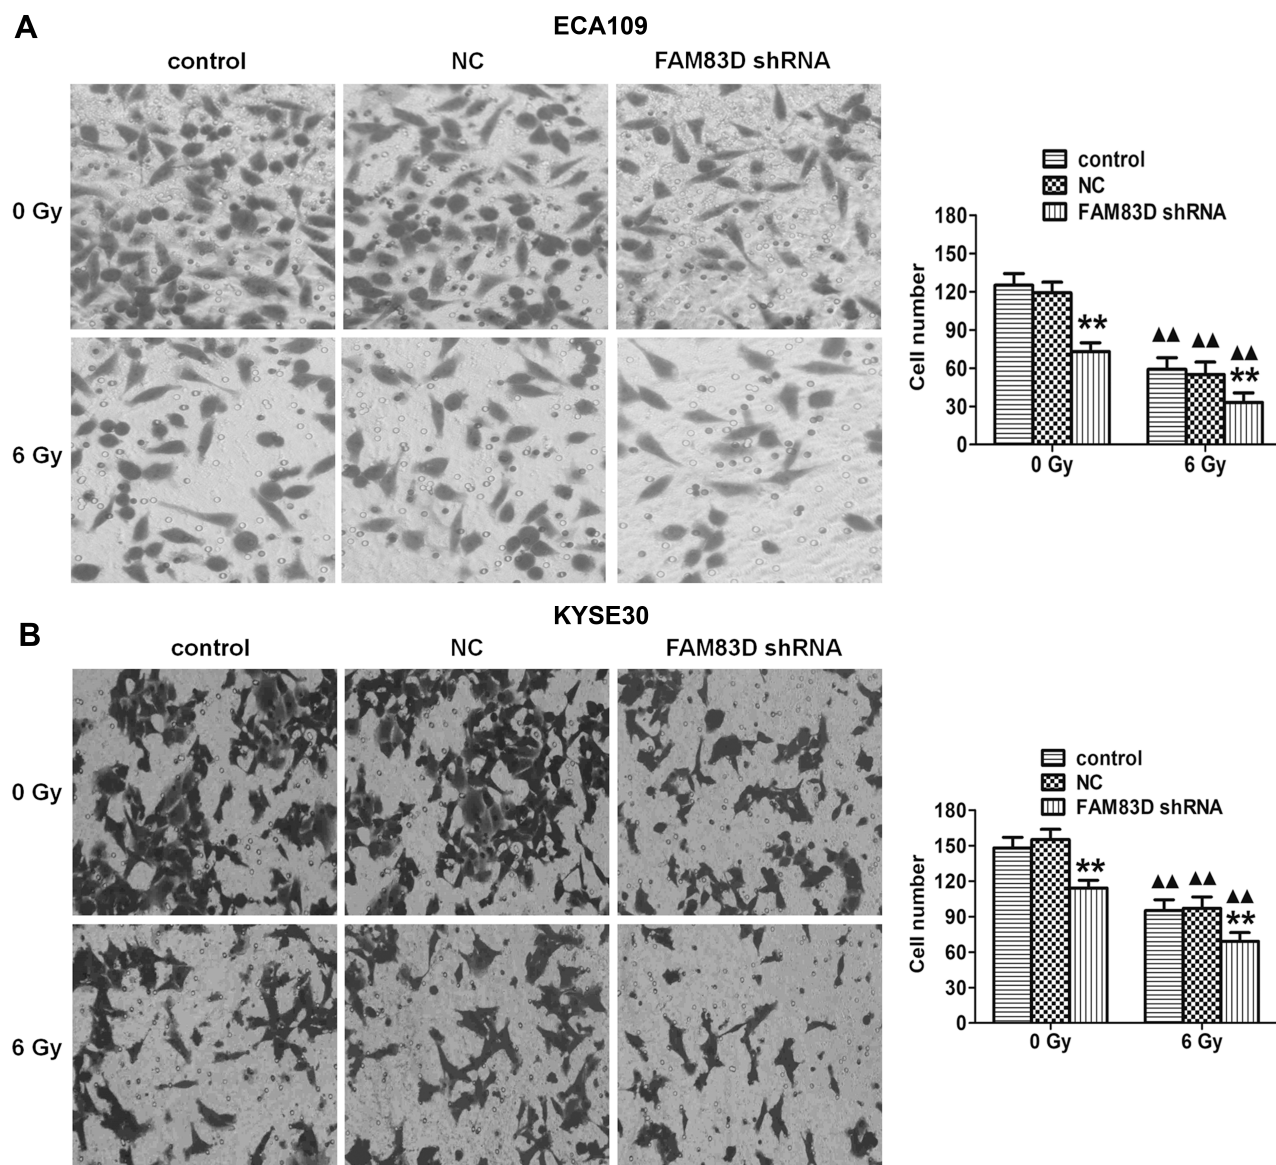 A
ECA109
control NC FAM83D shRNA
0 Gy
6 Gy
control
NC
FAM83D shRNA
180
150
120
90
60
30
0
Cell number
**
▲▲ ▲▲ ▲▲
**
0 Gy 6 Gy
B
KYSE30
control NC FAM83D shRNA
0 Gy
6 Gy
control
NC
FAM83D shRNA
180
150
120
90
60
30
0
Cell number
**
▲▲ ▲▲ ▲▲
**
0 Gy 6 Gy